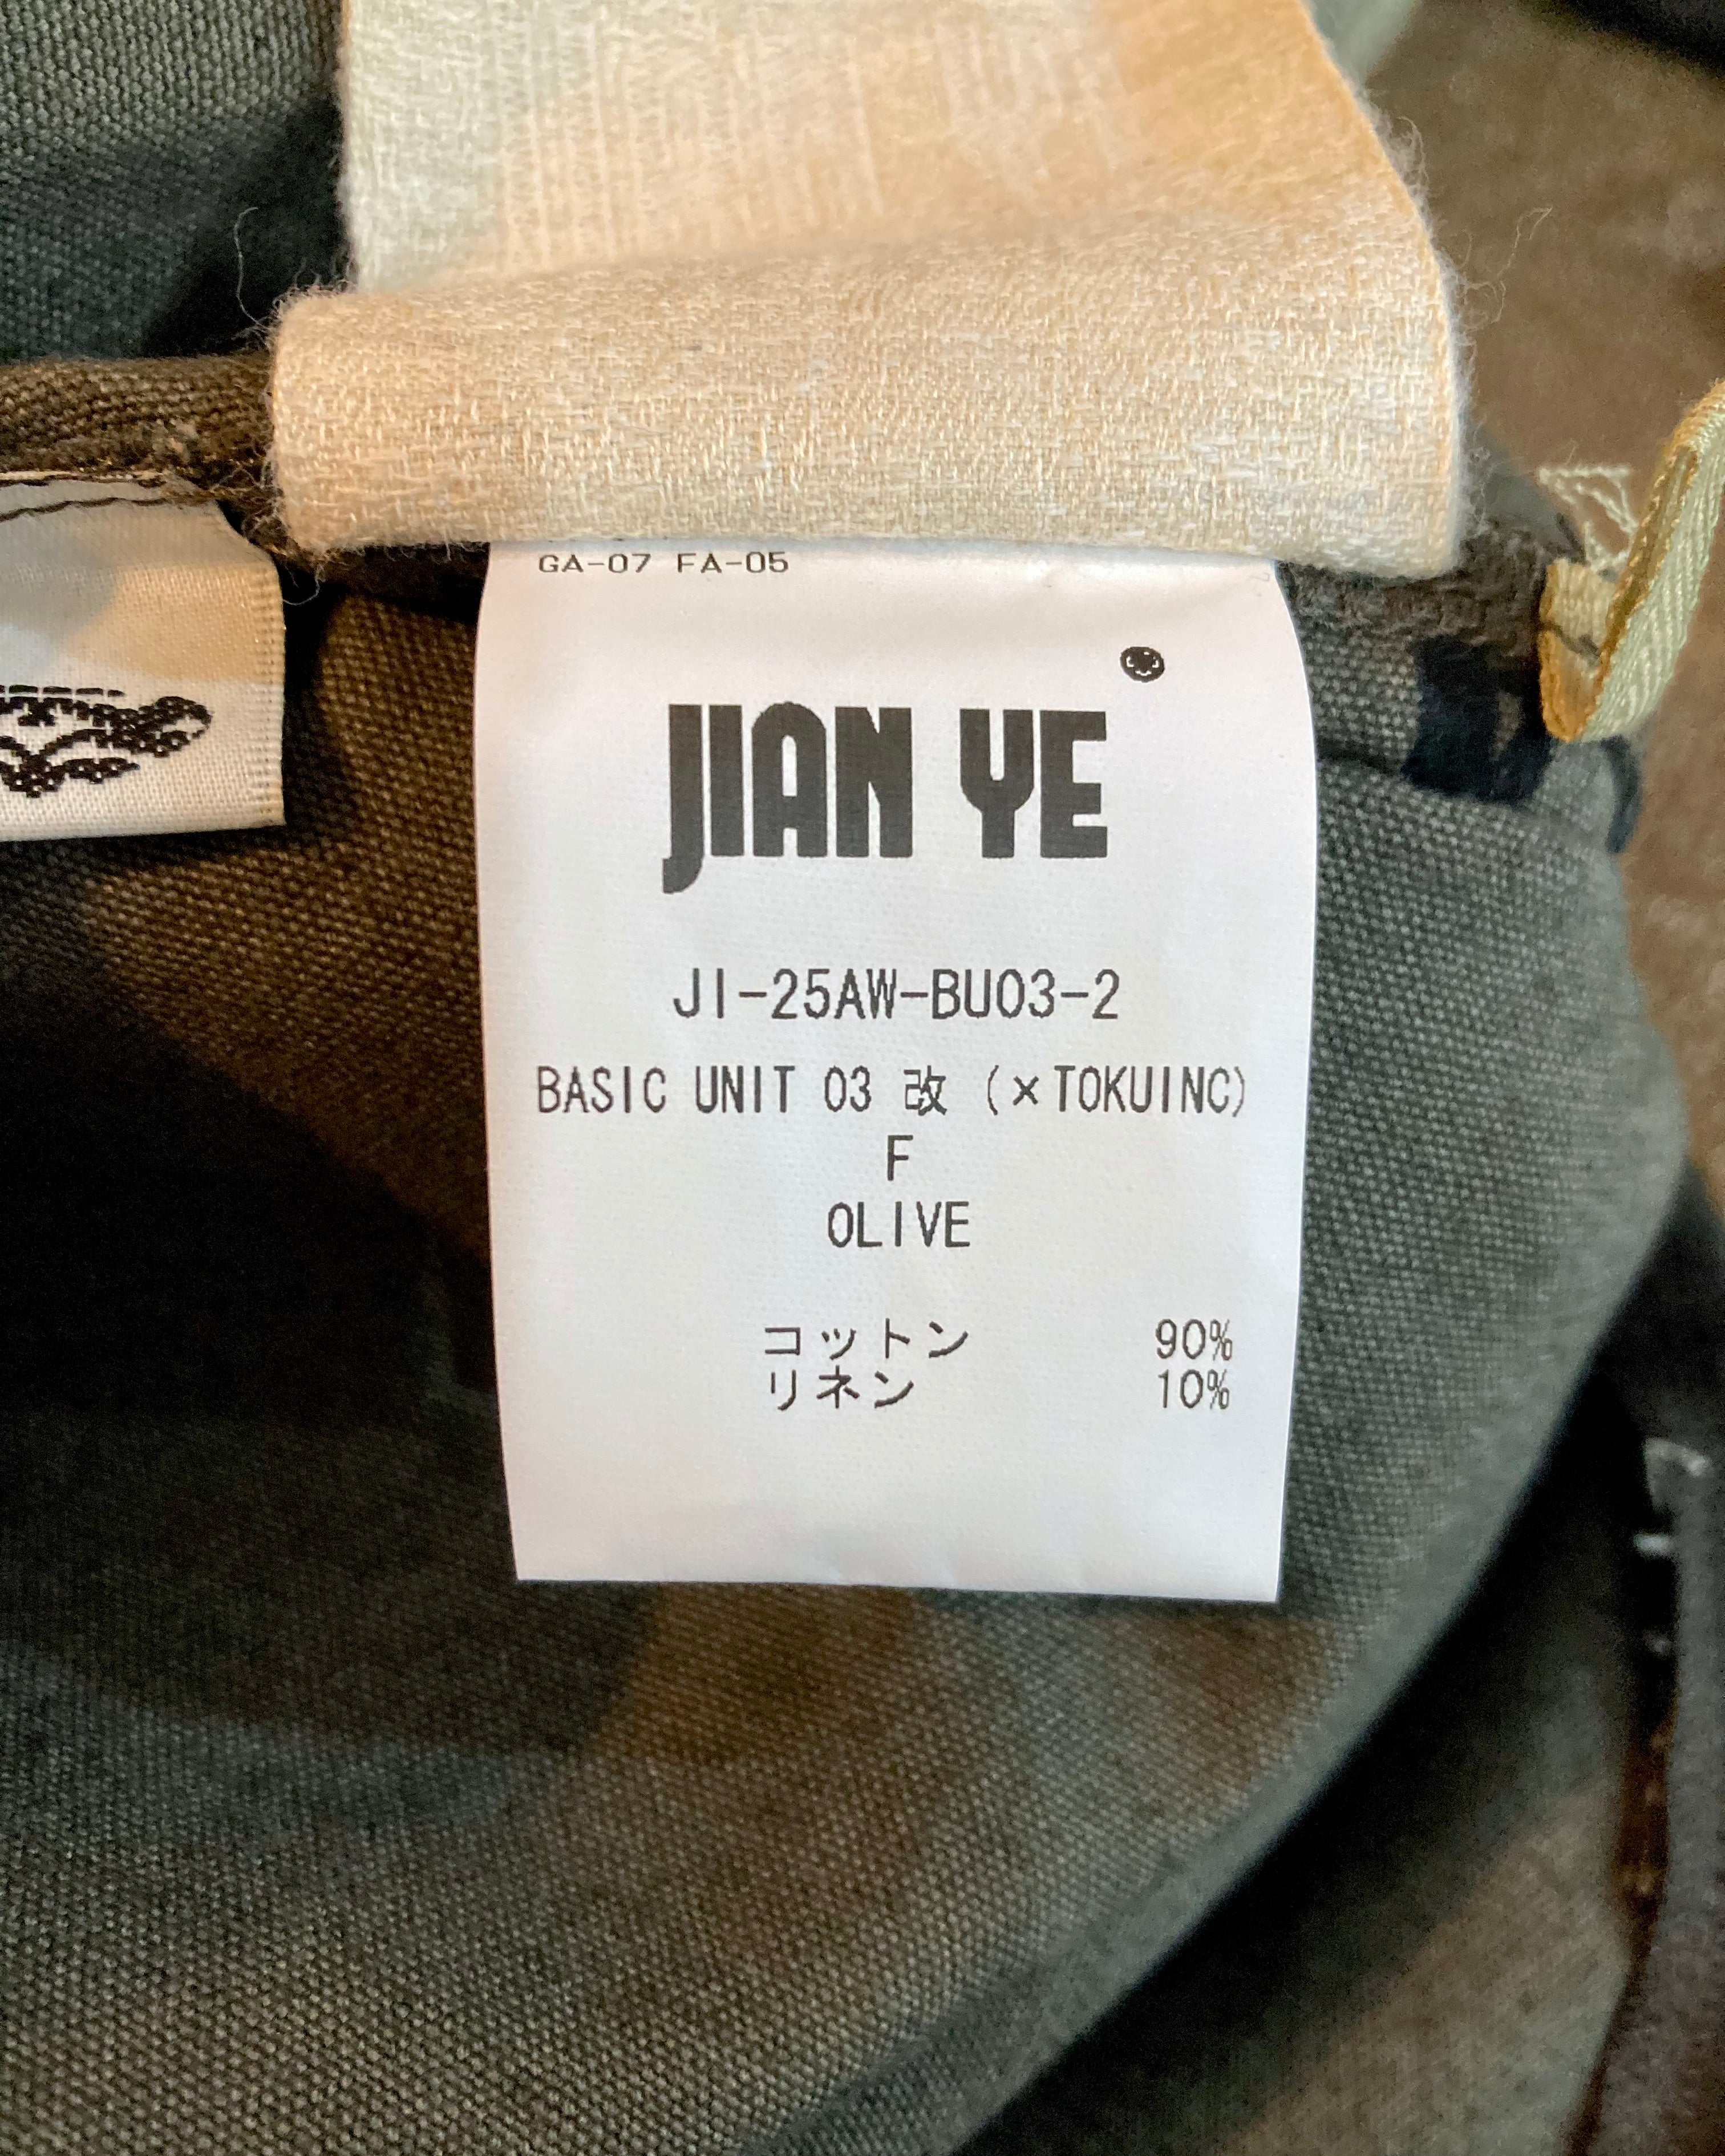 GA-07 FA-05
JIAN YE
JI-25AW-BU03-2
BASIC UNIT 03 改 (×TOKUINC)
F
OLIVE
コットン 90%
リネン 10%